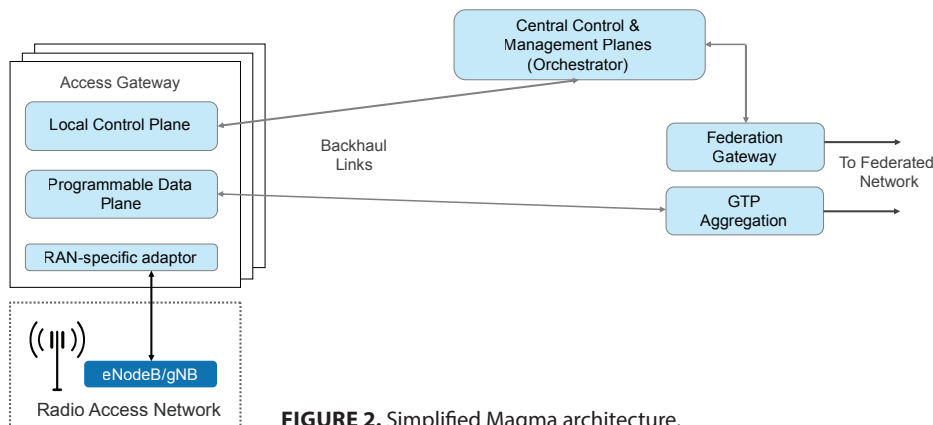 Central Control &
Management Planes
(Orchestrator)
Access Gateway
Local Control Plane
Backhaul
Links
Federation
Gateway
To Federated
Network
Programmable Data
Plane
GTP
Aggregation
RAN-specific adaptor
eNodeB/gNB
Radio Access Network
FIGURE 2. Simplified Magma architecture.